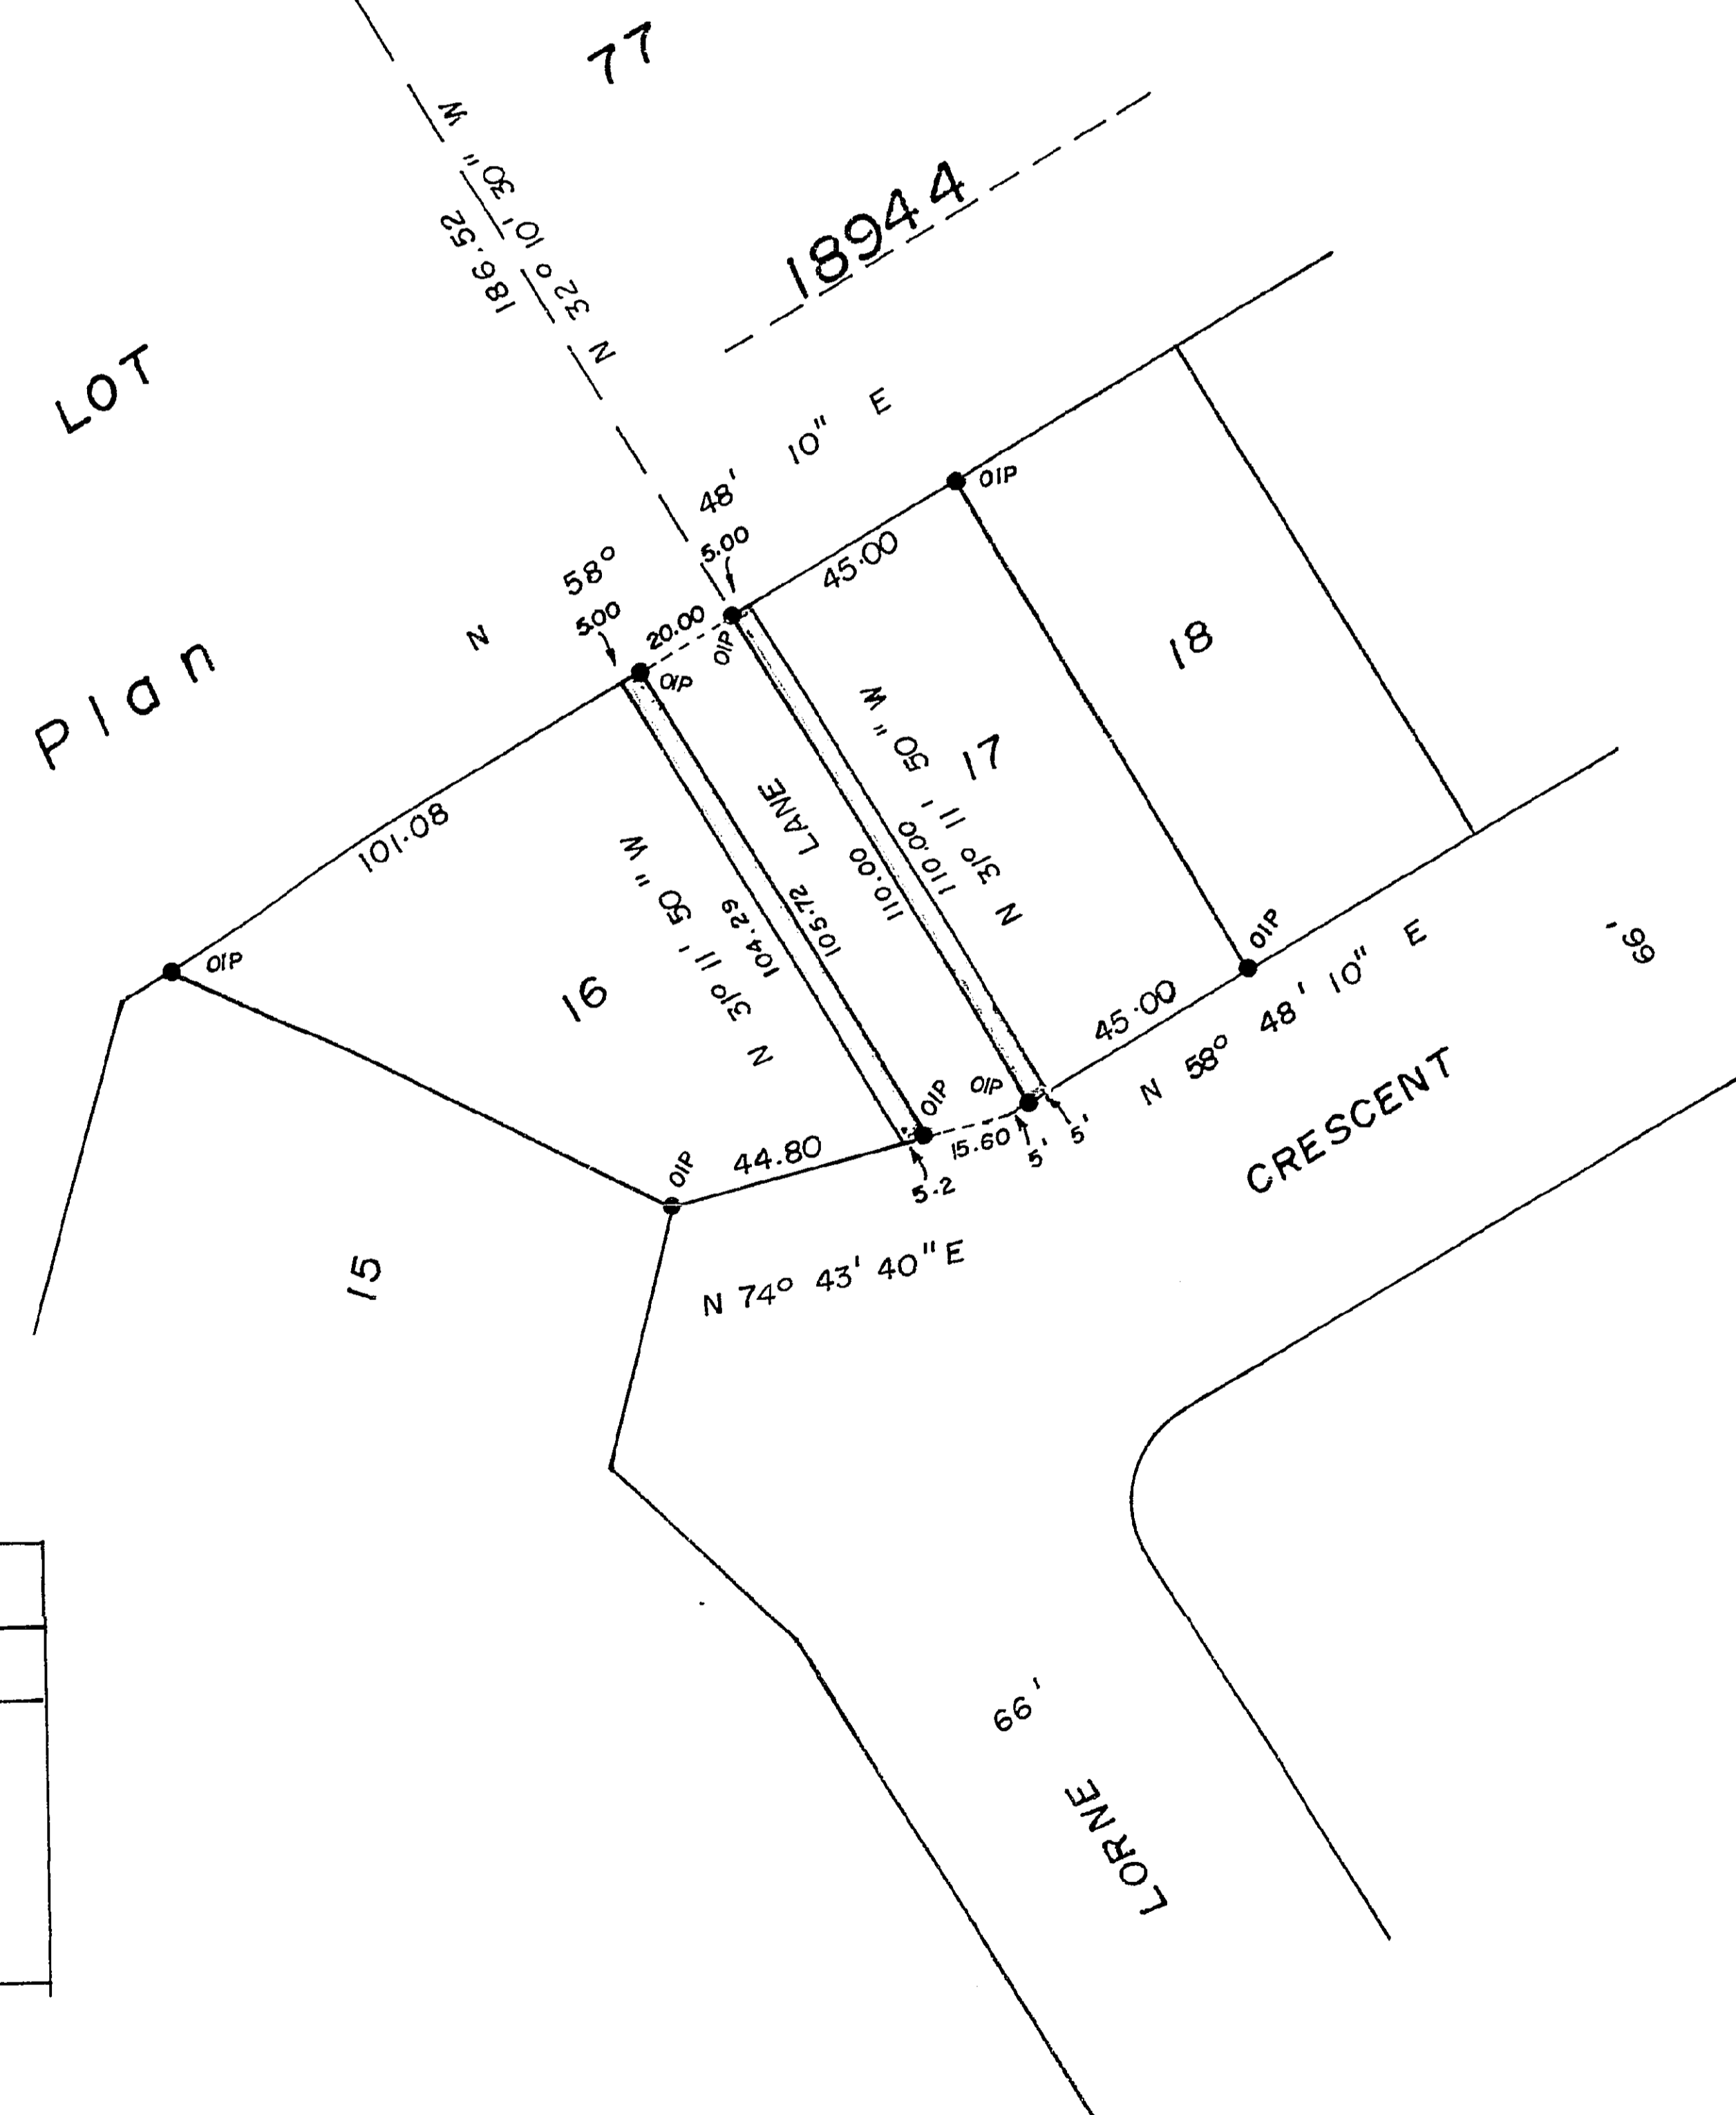 77
N 32° 10' 30" W
186.52
18944
LOT
Plan
N 58° 48' 10" E
5.00
5.00
20.00
45.00
OIP
OIP
OIP
18
17
N 31° 11' 50" W
110.00
110.00
LANE
105.72
104.29
N 31° 11' 50" W
101.08
OIP
16
OIP
45.00
N 58° 48' 10" E
66'
CRESCENT
OIP
OIP
15.60
5'
5'
5.2
44.80
OIP
N 74° 43' 40" E
15
66'
LORNE